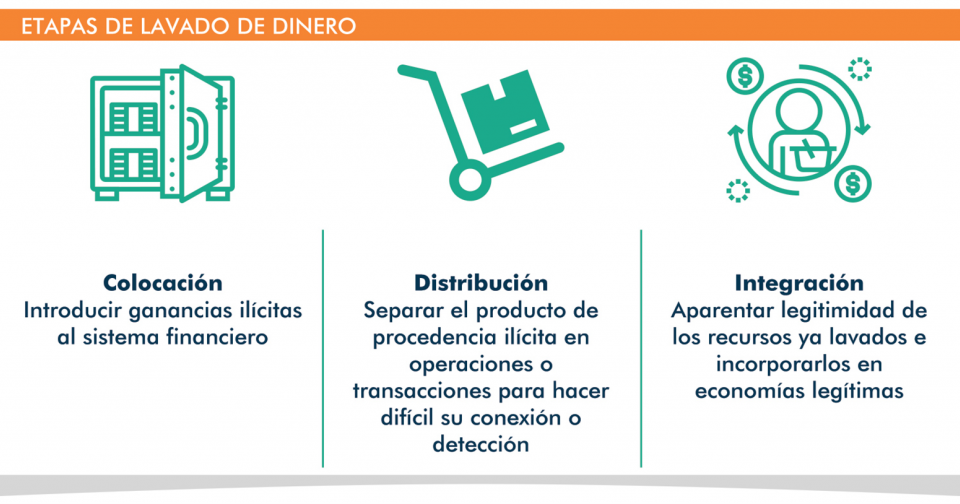 ETAPAS DE LAVADO DE DINERO
Colocación
Introducir ganancias ilícitas
al sistema financiero
Distribución
Separar el producto de
procedencia ilícita en
operaciones o
transacciones para hacer
difícil su conexión o
detección
Integración
Aparentar legitimidad de
los recursos ya lavados e
incorporarlos en
economías legítimas